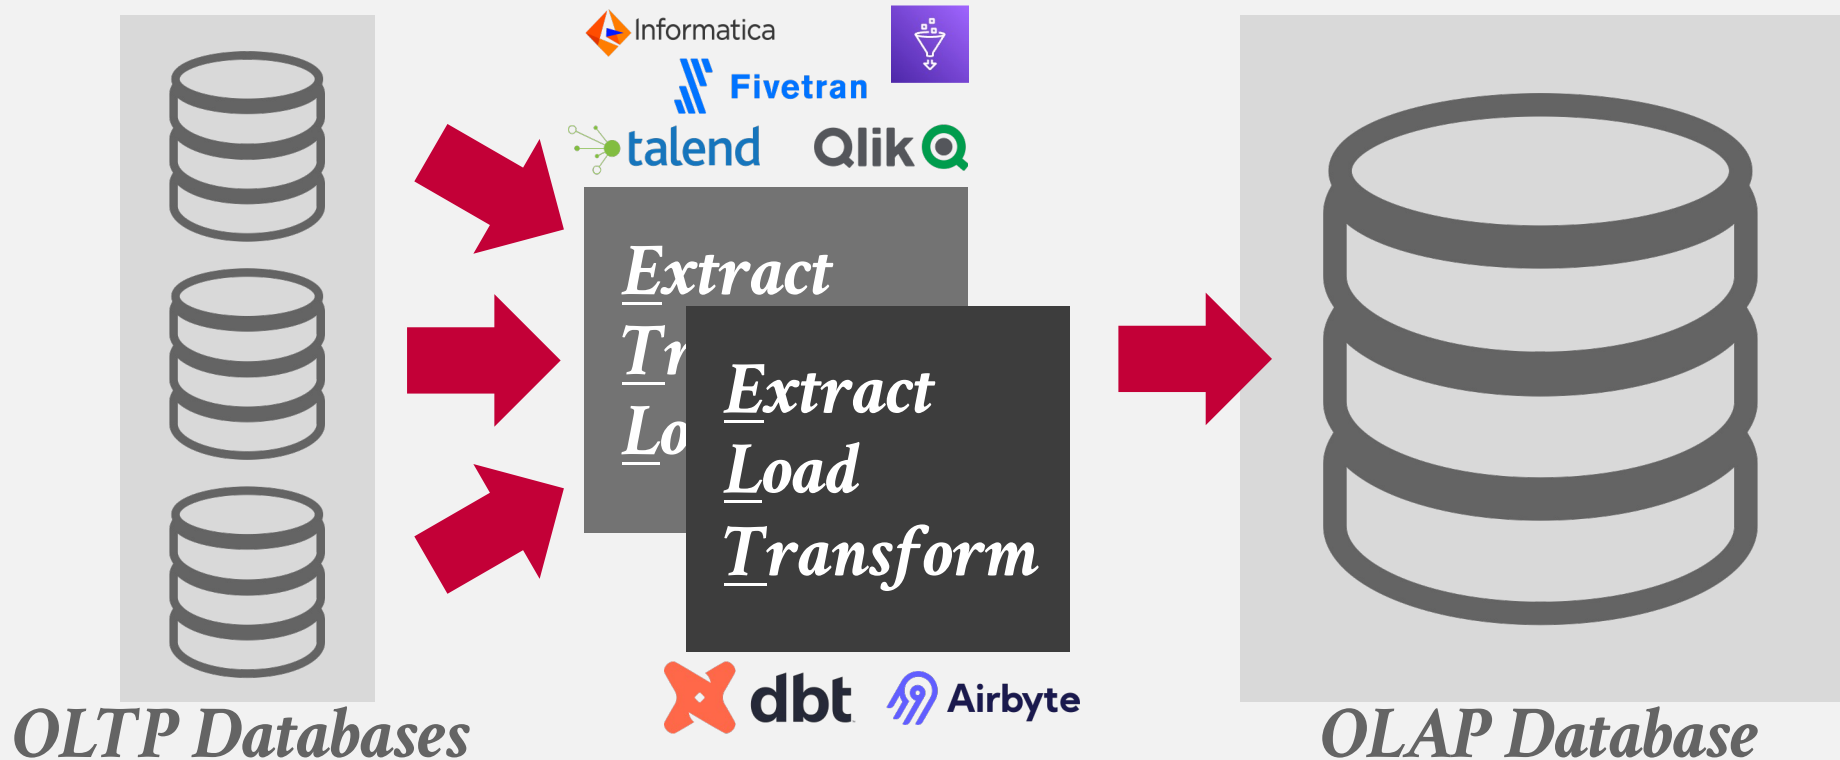 Informatica
Fivetran
talend
Qlik
Extract
Tr
Lo
Extract
Load
Transform
dbt
Airbyte
OLTP Databases
OLAP Database